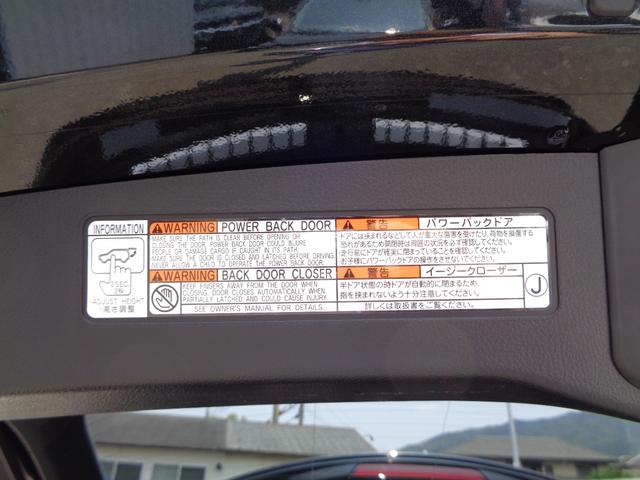 INFORMATION
2SEC.
2秒
ADJUST HEIGHT
高さ調整
WARNING POWER BACK DOOR
MAKE SURE THE PATH IS CLEAR BEFORE OPENING OR
CLOSING THE DOOR. POWER BACK DOOR COULD INJURE
PEOPLE OR DAMAGE CARGO IF CAUGHT IN ITS PATH.
MAKE SURE THE DOOR IS CLOSED AND LATCHED BEFORE DRIVING.
NEVER ALLOW A CHILD TO OPERATE THE POWER BACK DOOR.
WARNING BACK DOOR CLOSER
KEEP FINGERS AWAY FROM THE DOOR WHEN
CLOSING. DOOR CLOSES AUTOMATICALLY WHEN
PARTIALLY LATCHED AND COULD CAUSE INJURY.
SEE OWNER'S MANUAL FOR DETAILS.
警告 パワーバックドア
・ドアには挟まれるなどして人が重大な傷害を受けたり、荷物を損傷する
恐れがあるため開閉時は周囲の状況を必ず確認してください。
・走行前にドアが確実に閉まっていることを確認してください。
・お子様にパワーバックドアの操作をさせないでください。
警告 イージークローザー
半ドア状態の時ドアが自動的に閉まるため、
指を挟まれないよう十分注意してください。
詳しくは取扱書をご覧ください。
J